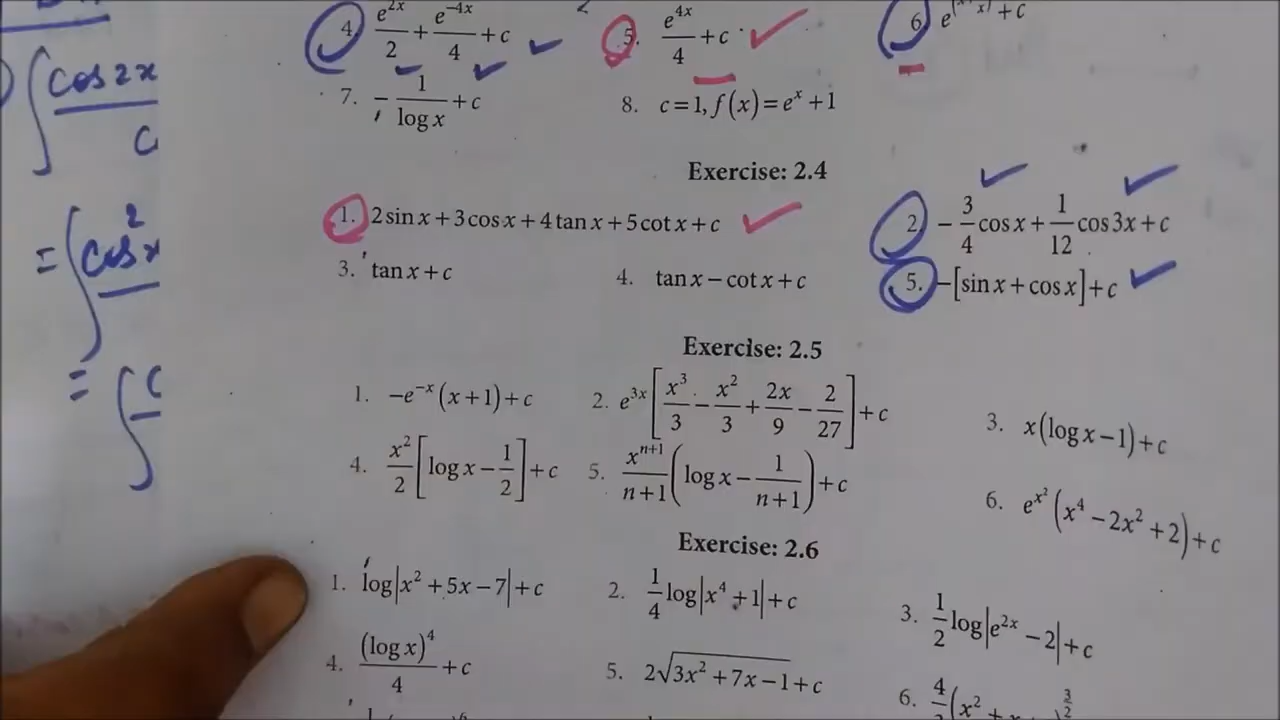 ∫ cos2x / c
= ∫ cos²x
= ∫ c
4. e^{2x}/2 + e^{-4x}/4 + c 5. e^{4x}/4 + c 6.
7. -1/log x + c 8. c = 1, f(x) = e^x + 1
Exercise: 2.4
1. 2 sin x + 3 cos x + 4 tan x + 5 cot x + c 2. -3/4 cos x + 1/12 cos 3x + c
3. tan x + c 4. tan x - cot x + c 5. -[sin x + cos x] + c
Exercise: 2.5
1. -e^{-x}(x+1) + c 2. e^{3x}[x³/3 - x²/3 + 2x/9 - 2/27] + c 3. x(log x - 1) + c
4. x²/2 [log x - 1/2] + c 5. x^{n+1}/(n+1) (log x - 1/(n+1)) + c 6. e^{x²}(x⁴ - 2x² + 2) + c
Exercise: 2.6
1. log|x² + 5x - 7| + c 2. 1/4 log|x⁴ + 1| + c 3. 1/2 log|e^{2x} - 2| + c
4. (log x)⁴/4 + c 5. 2√(3x² + 7x - 1) + c 6.